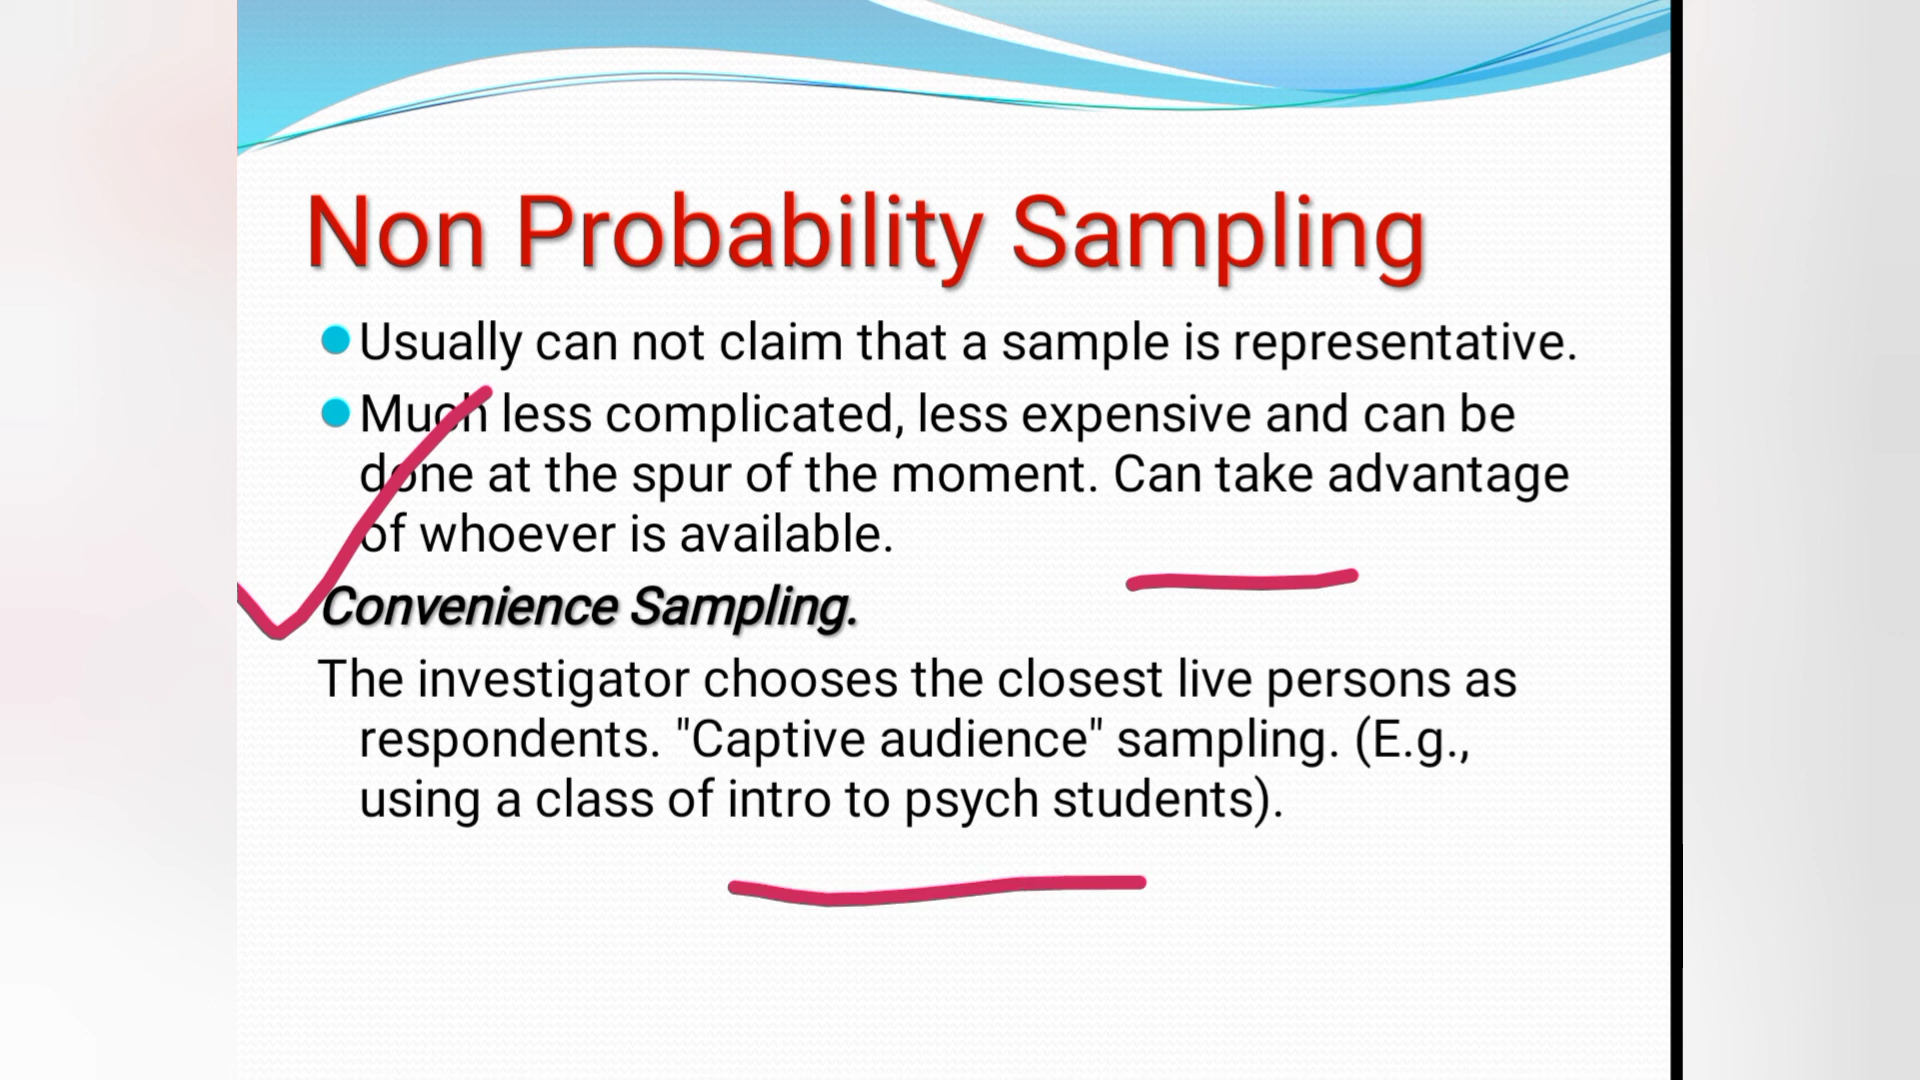 Non Probability Sampling
Usually can not claim that a sample is representative.
Much less complicated, less expensive and can be
done at the spur of the moment. Can take advantage
of whoever is available.
Convenience Sampling.
The investigator chooses the closest live persons as
respondents. "Captive audience" sampling. (E.g.,
using a class of intro to psych students).